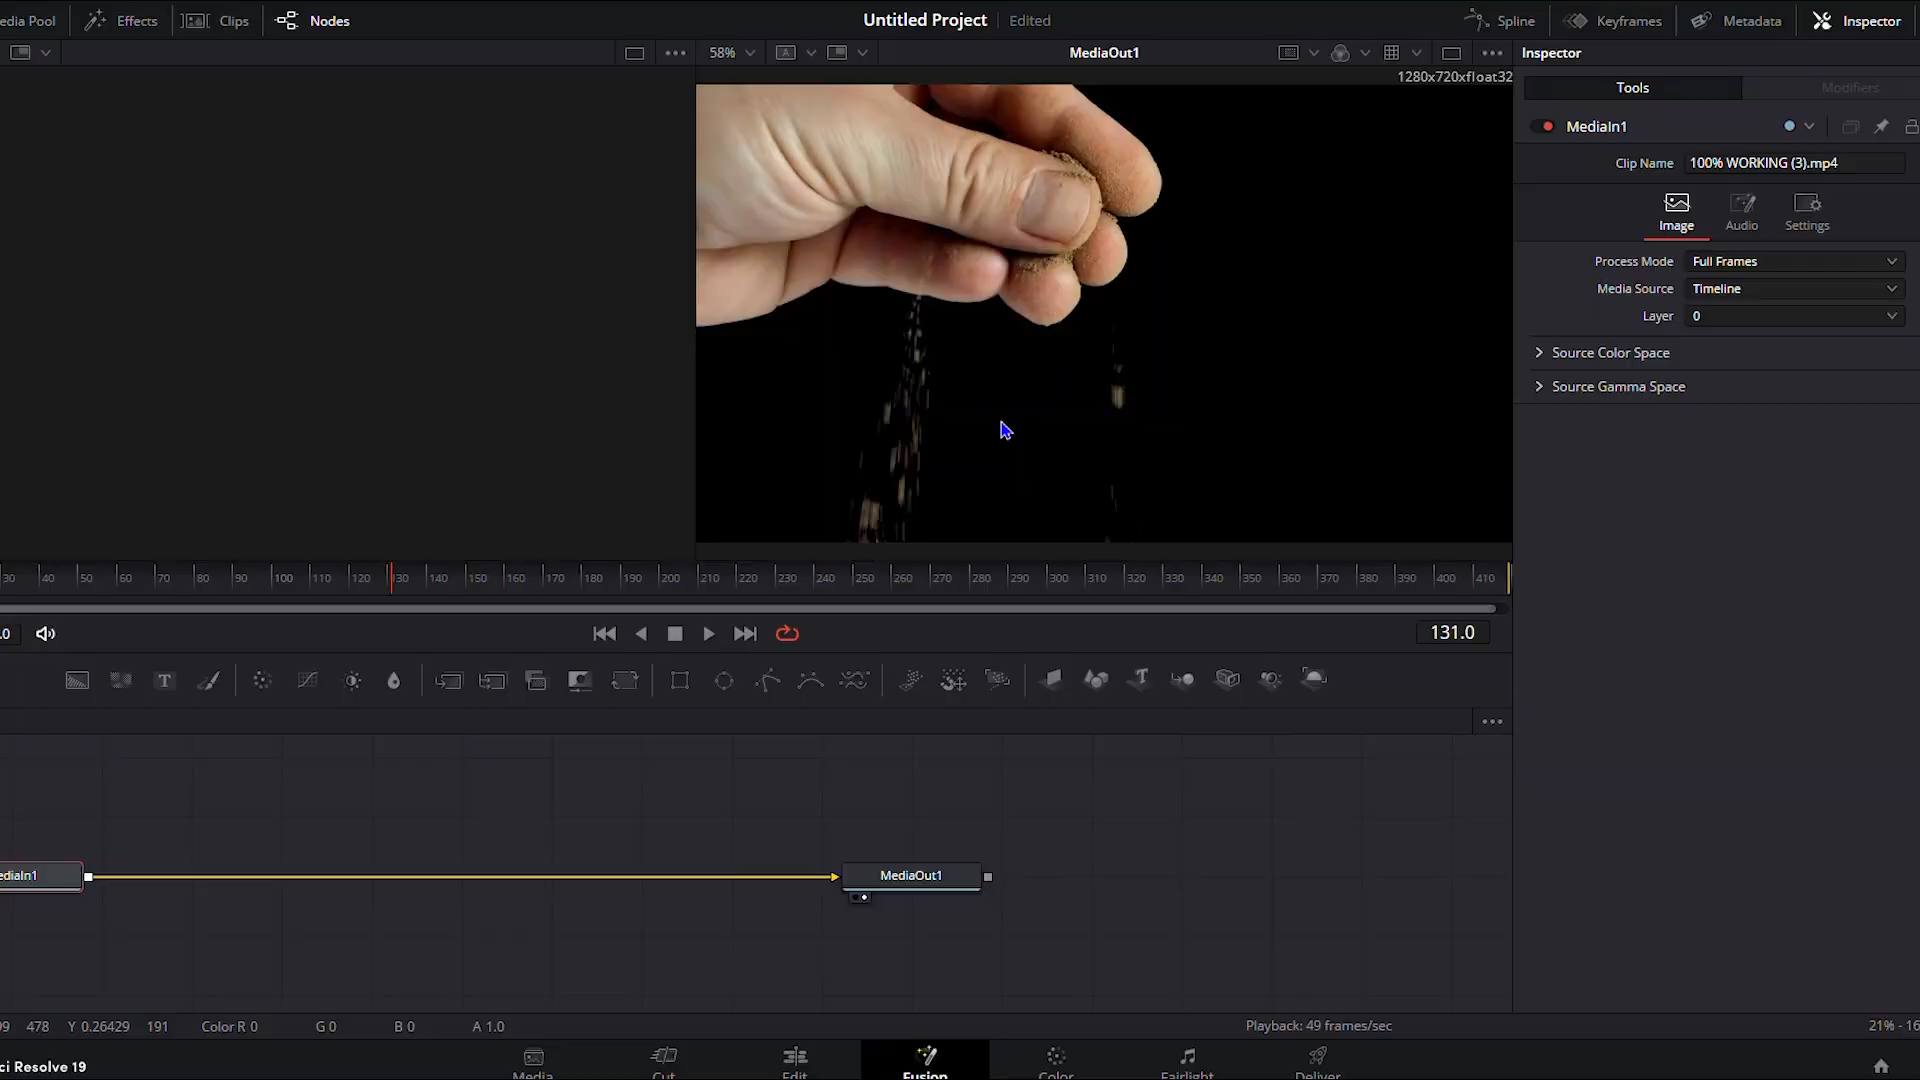 edia Pool Effects Clips Nodes Untitled Project Edited Spline Keyframes Metadata Inspector
58% A MediaOut1 Inspector
1280x720xfloat32
Tools Modifiers
MediaIn1
Clip Name 100% WORKING (3).mp4
Image Audio Settings
Process Mode Full Frames
Media Source Timeline
Layer 0
Source Color Space
Source Gamma Space
30 40 50 60 70 80 90 100 110 120 130 140 150 160 170 180 190 200 210 220 230 240 250 260 270 280 290 300 310 320 330 340 350 360 370 380 390 400 410
.0 131.0
T T
ediaIn1 MediaOut1
99 478 Y 0.26429 191 Color R 0 G 0 B 0 A 1.0 Playback: 49 frames/sec 21% - 16
ci Resolve 19 Media Cut Edit Fusion Color Fairlight Deliver